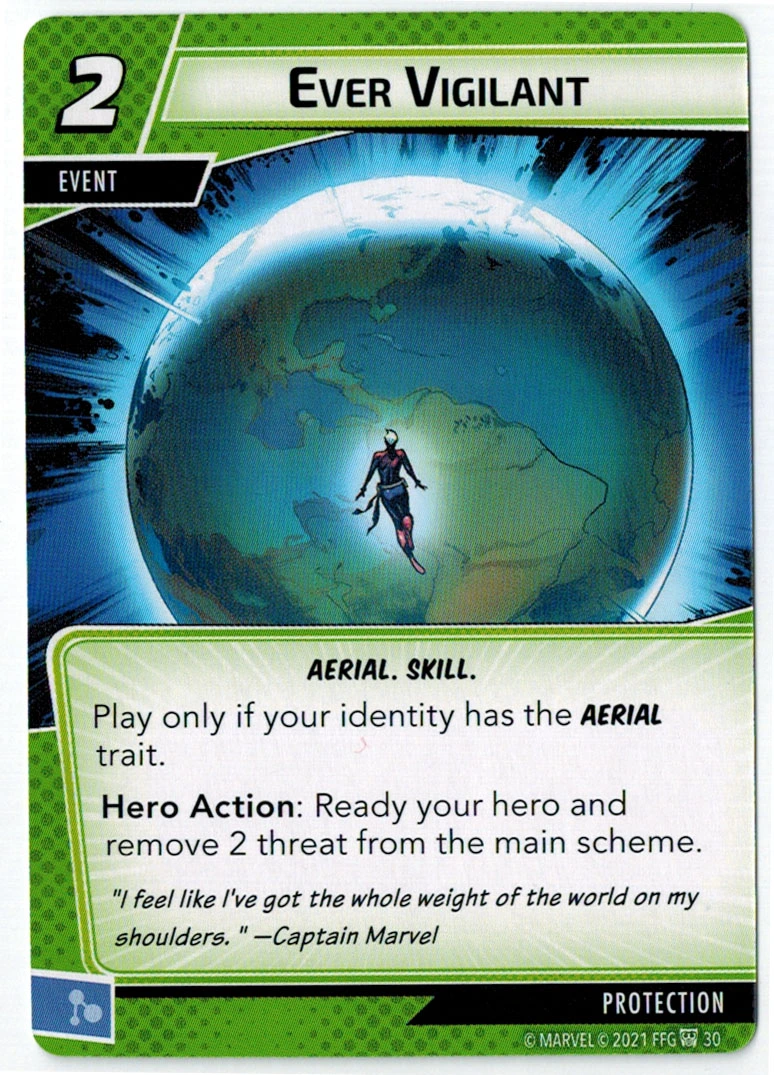 2
EVER VIGILANT
EVENT
AERIAL. SKILL.
Play only if your identity has the AERIAL
trait.
Hero Action: Ready your hero and
remove 2 threat from the main scheme.
"I feel like I've got the whole weight of the world on my
shoulders. " —Captain Marvel
PROTECTION
© MARVEL © 2021 FFG 30